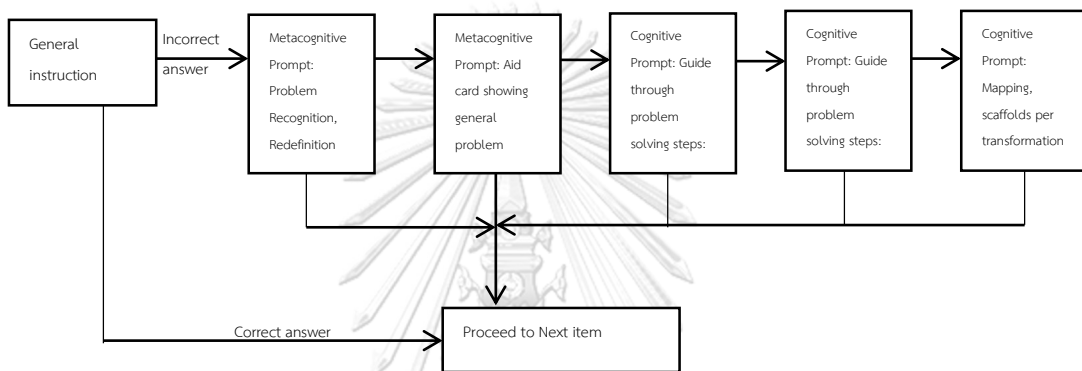 General
instruction
Incorrect
answer
Metacognitive
Prompt:
Problem
Recognition,
Redefinition
Metacognitive
Prompt: Aid
card showing
general
problem
Cognitive
Prompt: Guide
through
problem
solving steps:
Cognitive
Prompt: Guide
through
problem
solving steps:
Cognitive
Prompt:
Mapping,
scaffolds per
transformation
Correct answer
Proceed to Next item